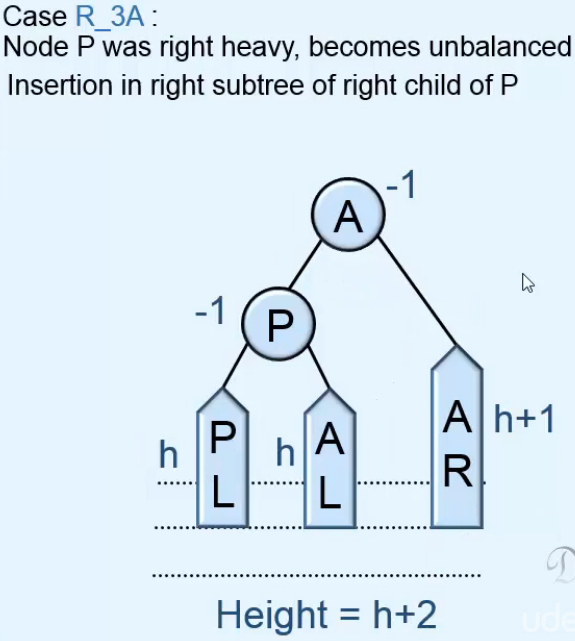 Case R_3A :
Node P was right heavy, becomes unbalanced
Insertion in right subtree of right child of P
A -1
-1 P
h P L
h A L
A R h+1
Height = h+2